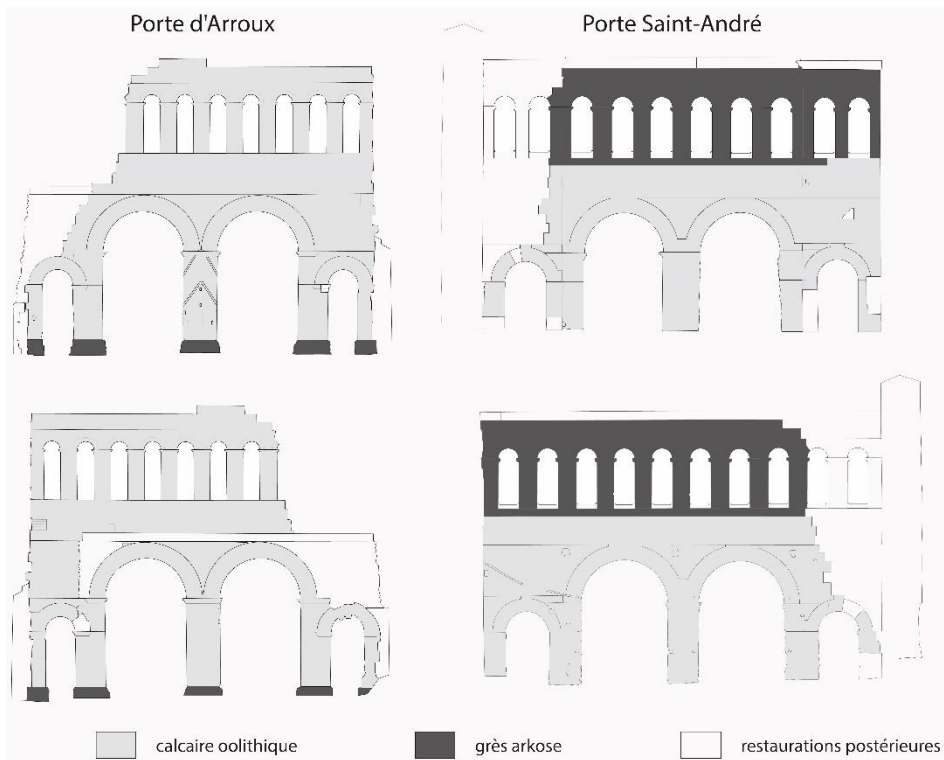 Porte d'Arroux
Porte Saint-André
calcaire oolithique
grès arkose
restaurations postérieures